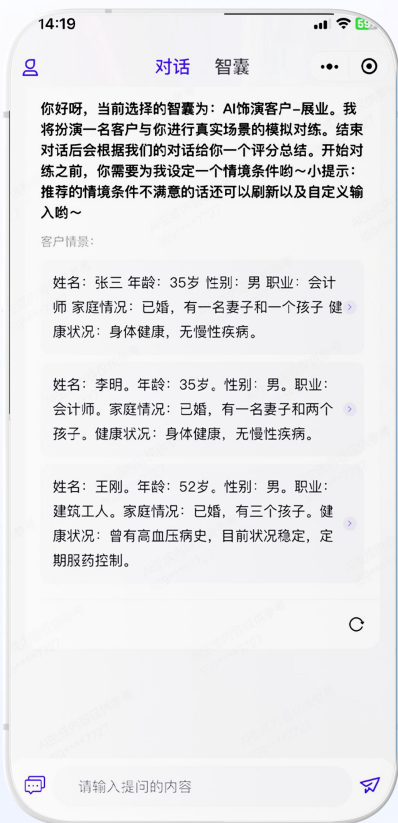 14:19
对话 智囊
你好呀，当前选择的智囊为：AI饰演客户-展业。我
将扮演一名客户与你进行真实场景的模拟对练。结束
对话后会根据我们的对话给你一个评分总结。开始对
练之前，你需要为我设定一个情境条件哟～小提示：
推荐的情境条件不满意的话还可以刷新以及自定义输
入哟～
客户情景：
姓名：张三 年龄：35岁 性别：男 职业：会计
师 家庭情况：已婚，有一名妻子和一个孩子 健
康状况：身体健康，无慢性疾病。
姓名：李明。年龄：35岁。性别：男。职业：
会计师。家庭情况：已婚，有一名妻子和两个
孩子。健康状况：身体健康，无慢性疾病。
姓名：王刚。年龄：52岁。性别：男。职业：
建筑工人。家庭情况：已婚，有三个孩子。健
康状况：曾有高血压病史，目前状况稳定，定
期服药控制。
请输入提问的内容